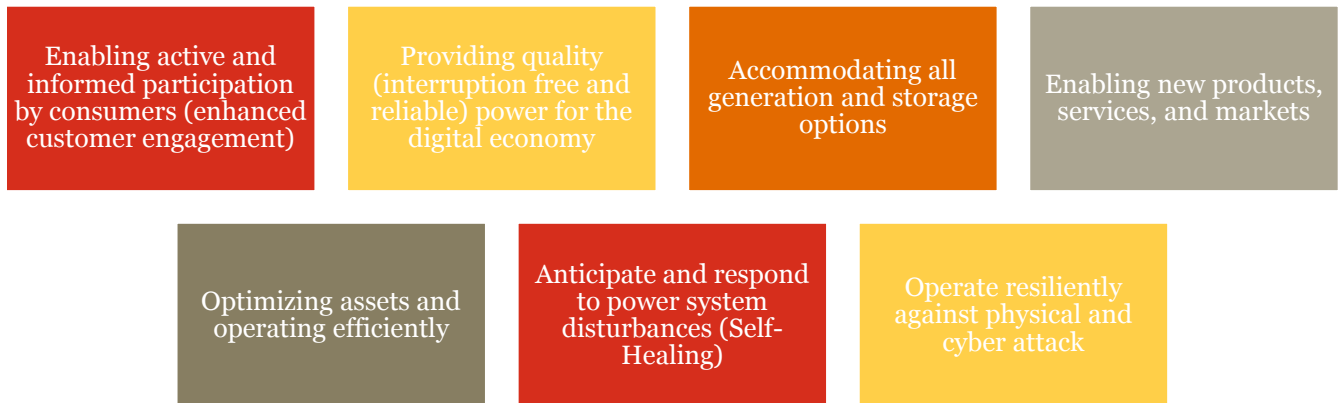 Enabling active and
informed participation
by consumers (enhanced
customer engagement)
Providing quality
(interruption free and
reliable) power for the
digital economy
Accommodating all
generation and storage
options
Enabling new products,
services, and markets
Optimizing assets and
operating efficiently
Anticipate and respond
to power system
disturbances (Self-
Healing)
Operate resiliently
against physical and
cyber attack